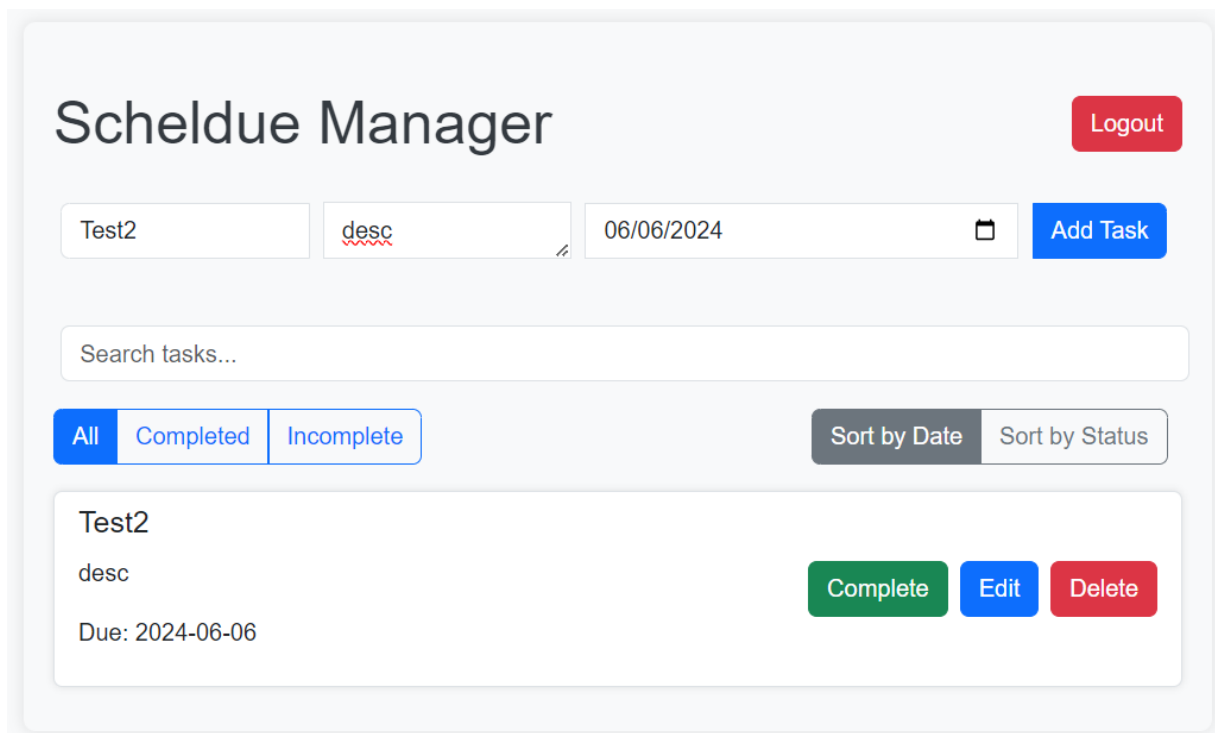 Scheldue Manager
Logout
Test2
desc
06/06/2024
Add Task
Search tasks...
All
Completed
Incomplete
Sort by Date
Sort by Status
Test2
desc
Due: 2024-06-06
Complete
Edit
Delete